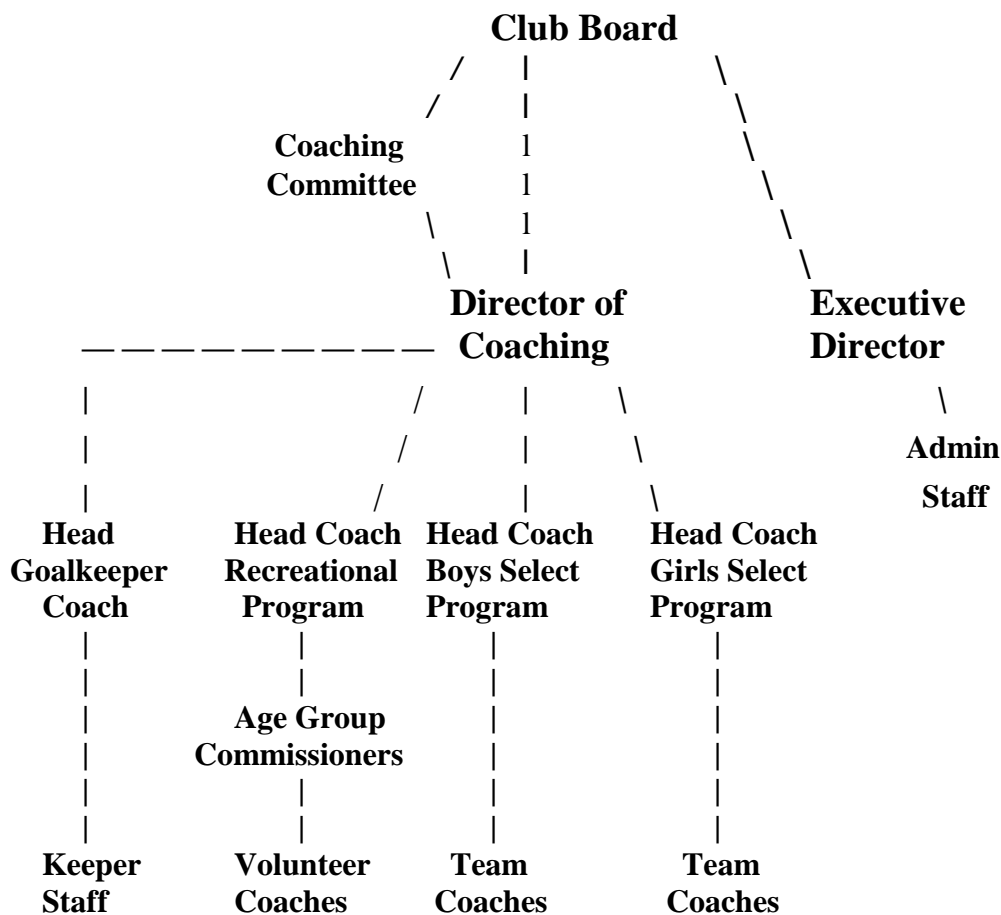 Club Board
Coaching
Committee
Director of
Coaching
Executive
Director
Admin
Staff
Head
Goalkeeper
Coach
Head Coach
Recreational
Program
Head Coach
Boys Select
Program
Head Coach
Girls Select
Program
Age Group
Commissioners
Keeper
Staff
Volunteer
Coaches
Team
Coaches
Team
Coaches